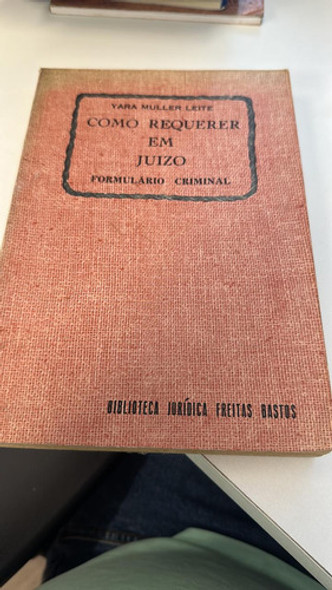 YARA MULLER LEITE
COMO REQUERER
EM
JUIZO
FORMULÁRIO CRIMINAL
BIBLIOTECA JURÍDICA FREITAS BASTOS